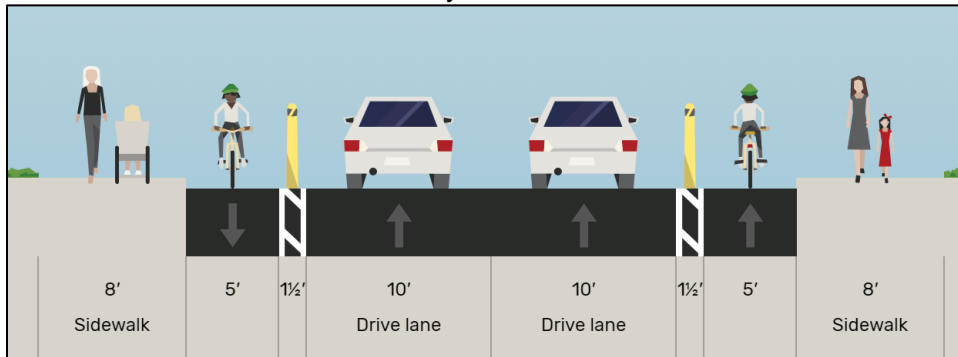 8′ 5′ 1½′ 10′ 10′ 1½′ 5′ 8′
Sidewalk Drive lane Drive lane Sidewalk